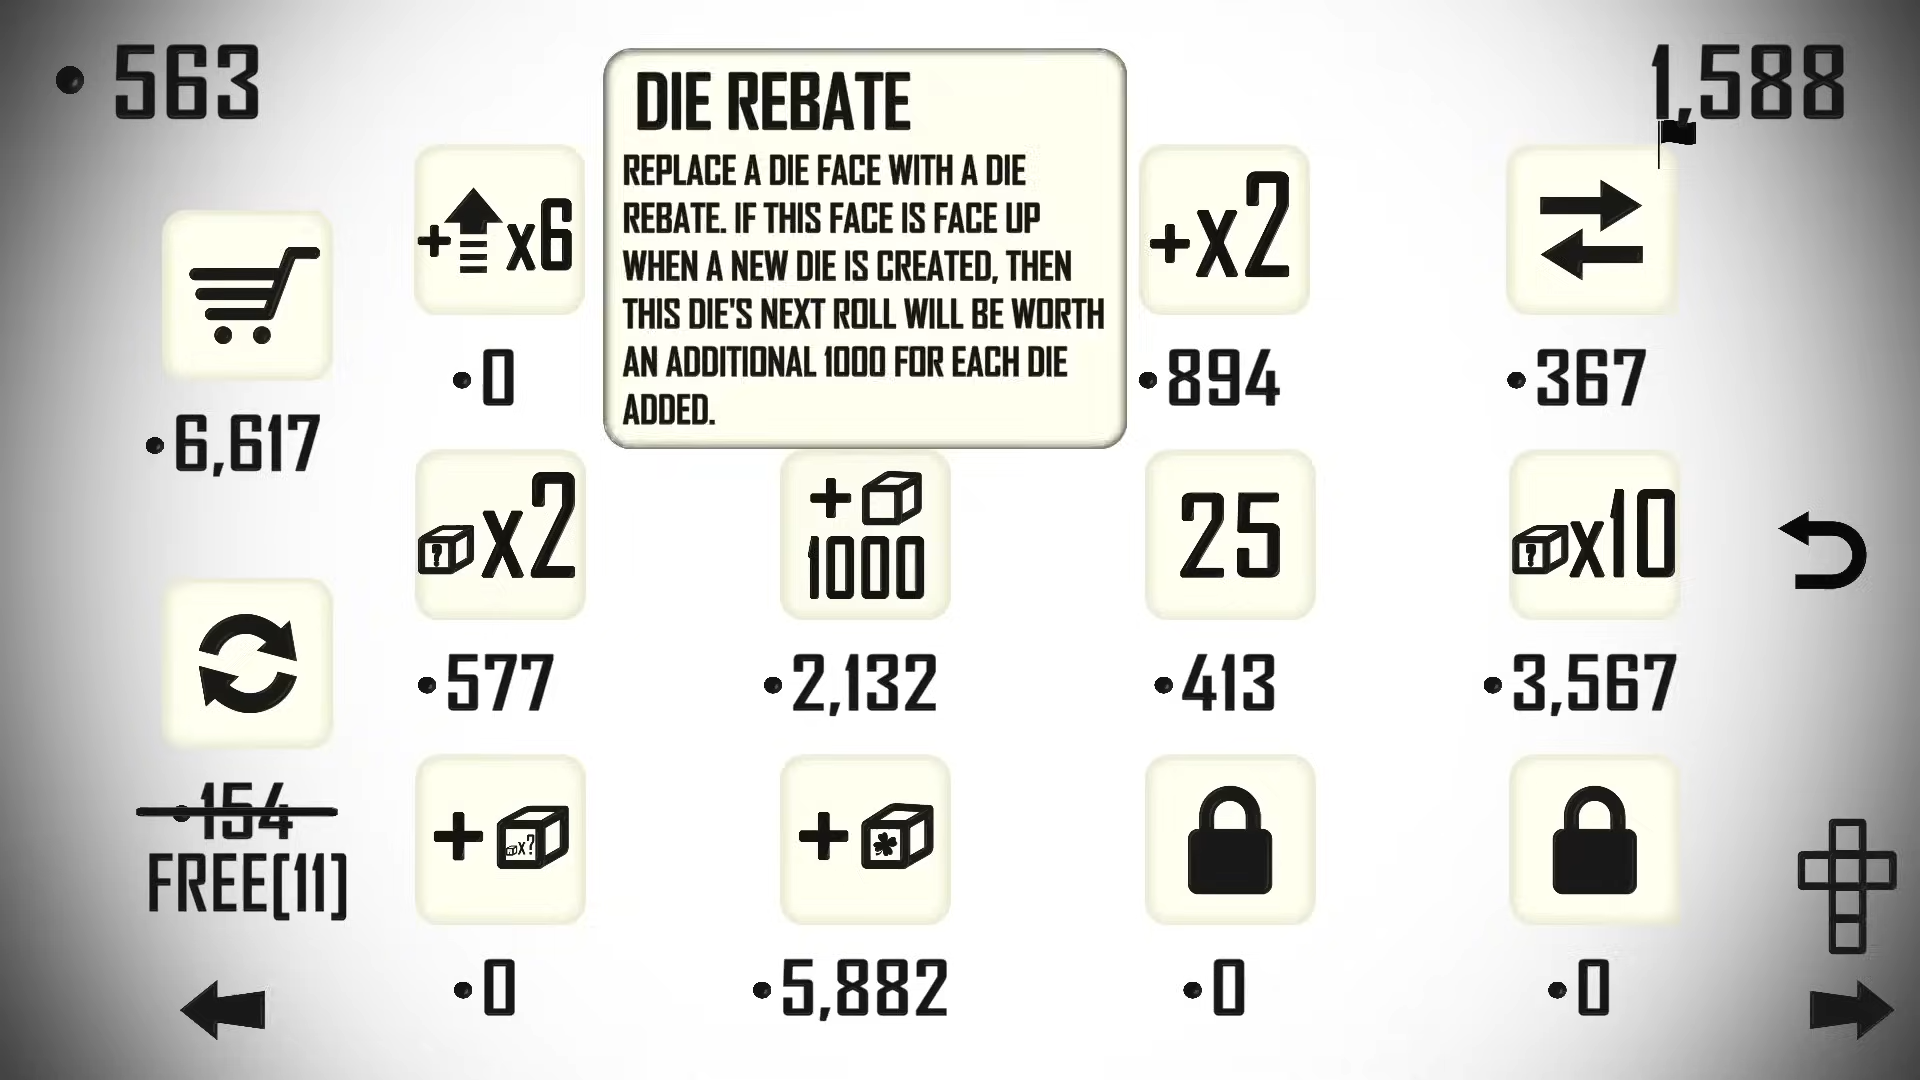 563
1,588
DIE REBATE
REPLACE A DIE FACE WITH A DIE
REBATE. IF THIS FACE IS FACE UP
WHEN A NEW DIE IS CREATED, THEN
THIS DIE'S NEXT ROLL WILL BE WORTH
AN ADDITIONAL 1000 FOR EACH DIE
ADDED.
+ x6
+x2
0
894
367
6,617
? x2
+
1000
25
? x10
577
2,132
413
3,567
154
FREE[11]
+ x?
+
0
5,882
0
0